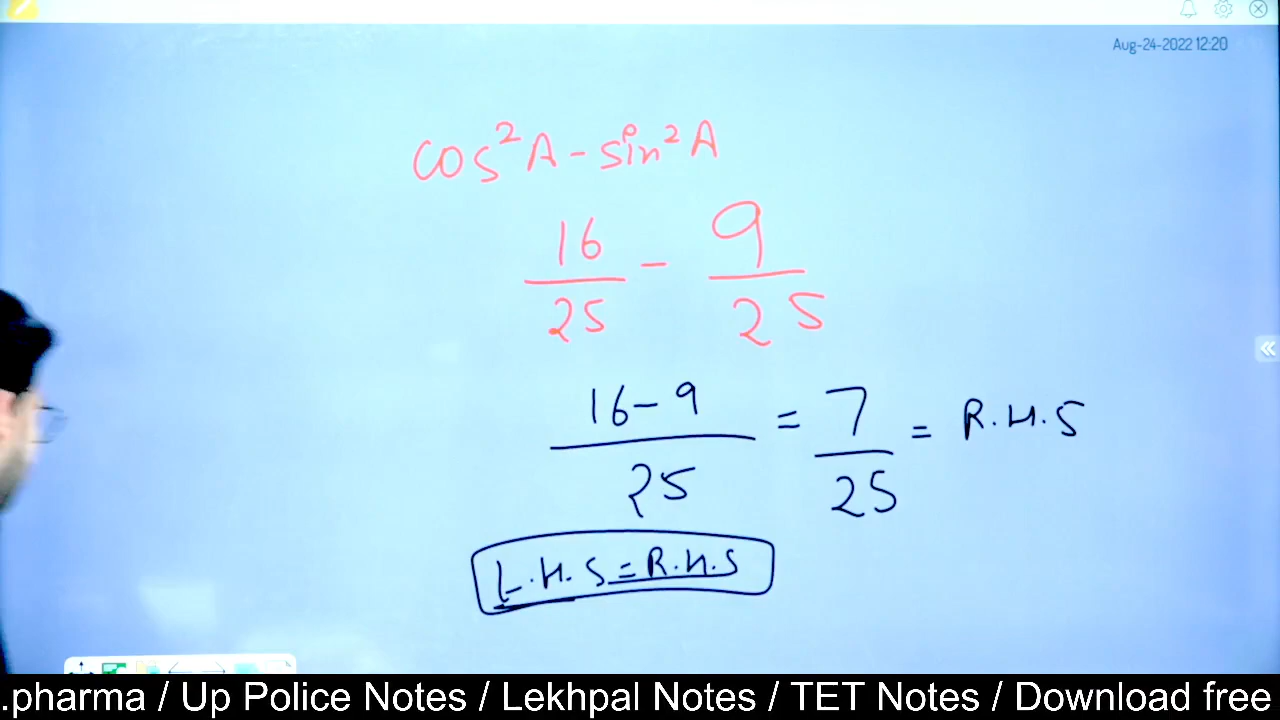 Aug-24-2022 12:20
cos²A - sin²A
16/25 - 9/25
16-9/25 = 7/25 = R.H.S
L.H.S = R.H.S
.pharma / Up Police Notes / Lekhpal Notes / TET Notes / Download free